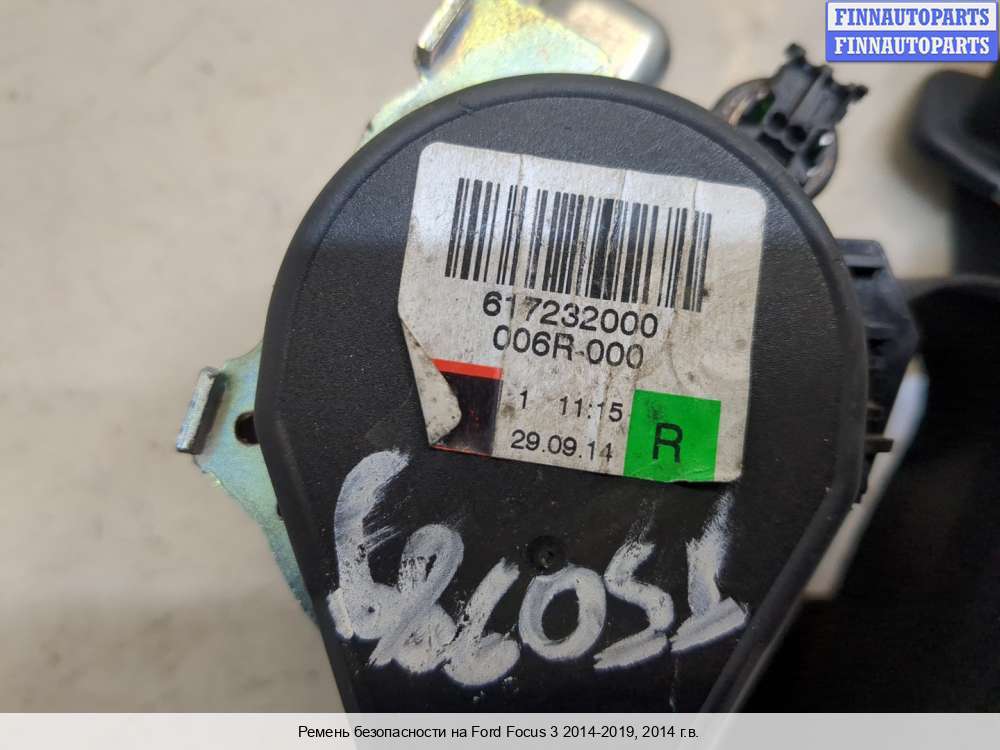 FINNAUTOPARTS
FINNAUTOPARTS
617232000
006R-000
1 11:15
29.09.14
R
Ремень безопасности на Ford Focus 3 2014-2019, 2014 г.в.